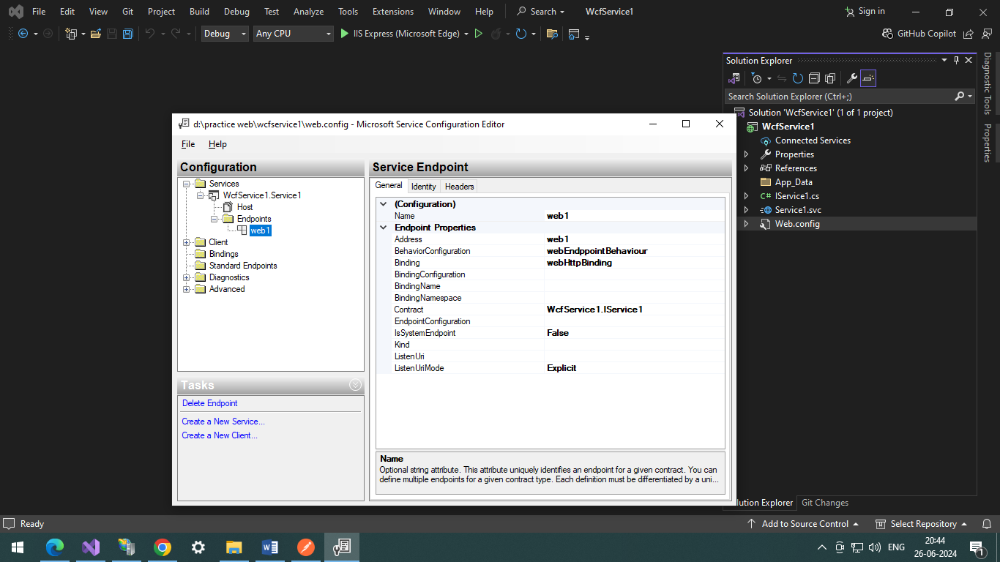 File Edit View Git Project Build Debug Test Analyze Tools Extensions Window Help Search WcfService1 Sign in
Debug Any CPU IIS Express (Microsoft Edge) GitHub Copilot
Solution Explorer
Search Solution Explorer (Ctrl+;)
Solution 'WcfService1' (1 of 1 project)
WcfService1
Connected Services
Properties
References
App_Data
C# IService1.cs
Service1.svc
Web.config
Diagnostic Tools
Properties
d:\practice web\wcfservice1\web.config - Microsoft Service Configuration Editor
File Help
Configuration
Services
WcfService1.Service1
Host
Endpoints
web1
Client
Bindings
Standard Endpoints
Diagnostics
Advanced
Tasks
Delete Endpoint
Create a New Service...
Create a New Client...
Service Endpoint
General Identity Headers
(Configuration)
Name web1
Endpoint Properties
Address web1
BehaviorConfiguration webEndppointBehaviour
Binding webHttpBinding
BindingConfiguration
BindingName
BindingNamespace
Contract WcfService1.IService1
EndpointConfiguration
IsSystemEndpoint False
Kind
ListenUri
ListenUriMode Explicit
Name
Optional string attribute. This attribute uniquely identifies an endpoint for a given contract. You can
define multiple endpoints for a given contract type. Each definition must be differentiated by a uni...
lution Explorer Git Changes
Ready Add to Source Control Select Repository
ENG 20:44
26-06-2024
1